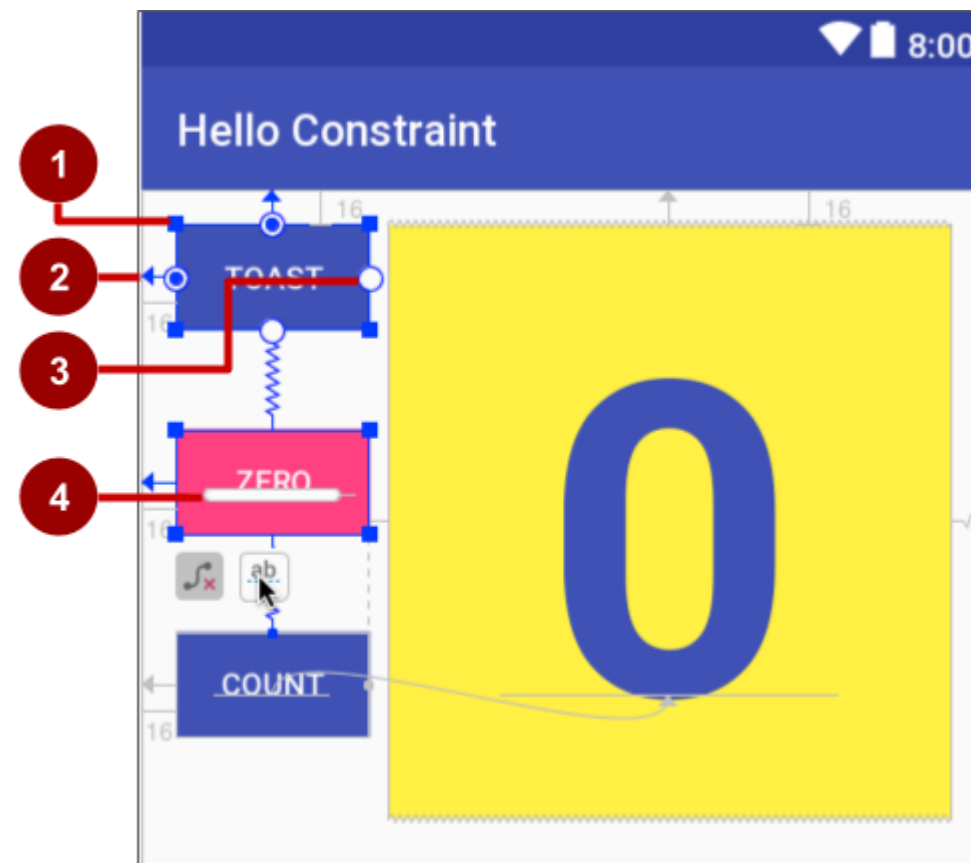 8:00
Hello Constraint
1
16
16
2
TOAST
16
3
ZERO
4
16
ab
0
COUNT
16